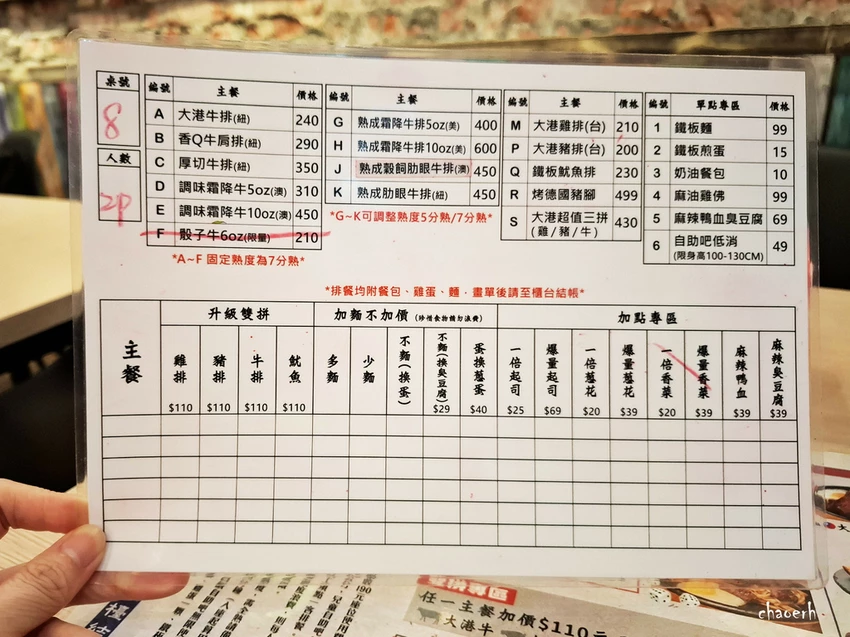 桌號
8
人數
2P
編號 主餐 價格
A 大港牛排(紐) 240
B 香Q牛肩排(紐) 290
C 厚切牛排(紐) 350
D 調味霜降牛5oz(澳) 310
E 調味霜降牛10oz(澳) 450
F 骰子牛6oz(限量) 210
*A~F 固定熟度為7分熟*
編號 主餐 價格
G 熟成霜降牛排5oz(美) 400
H 熟成霜降牛排10oz(美) 600
J 熟成穀飼肋眼牛排(澳) 450
K 熟成肋眼牛排(紐) 450
*G~K可調整熟度5分熟/7分熟*
編號 主餐 價格
M 大港雞排(台) 210
P 大港豬排(台) 200
Q 鐵板魷魚排 230
R 烤德國豬腳 499
S 大港超值三拼 430
(雞/豬/牛)
編號 單點專區 價格
1 鐵板麵 99
2 鐵板煎蛋 15
3 奶油餐包 10
4 麻油雞佛 99
5 麻辣鴨血臭豆腐 69
6 自助吧低消 49
(限身高100-130CM)
*排餐均附餐包、雞蛋、麵，畫單後請至櫃台結帳*
主餐
升級雙拼
雞排 $110
豬排 $110
牛排 $110
魷魚 $110
加麵不加價 (珍惜食物請勿浪費)
多麵
少麵
不麵(換蛋)
不麵(換臭豆腐) $29
蛋換蔥蛋 $40
加點專區
一倍起司 $25
爆量起司 $69
一倍蔥花 $20
爆量蔥花 $39
一倍香菜 $20
爆量香菜 $39
麻辣鴨血 $39
麻辣臭豆腐 $39
任一主餐加價$110元
大港牛
chaoerh